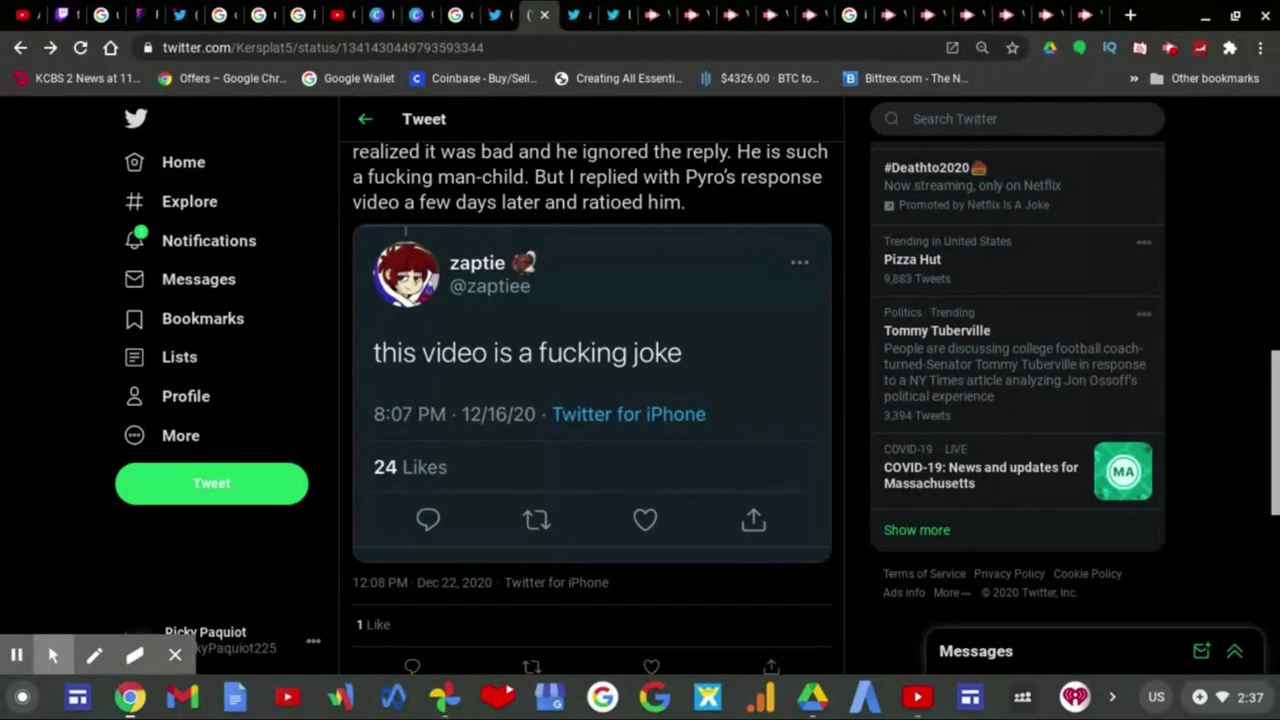 twitter.com/Kersplat5/status/1341430449793593344
KCBS 2 News at 11...
Offers – Google Chr...
Google Wallet
Coinbase - Buy/Sell...
Creating All Essenti...
$4326.00 · BTC to...
Bittrex.com - The N...
»
Other bookmarks
Home
Explore
Notifications
Messages
Bookmarks
Lists
Profile
More
Tweet
Ricky Paquiot
kyPaquiot225
Tweet
realized it was bad and he ignored the reply. He is such
a fucking man-child. But I replied with Pyro's response
video a few days later and ratioed him.
zaptie
@zaptiee
this video is a fucking joke
8:07 PM · 12/16/20 · Twitter for iPhone
24 Likes
12:08 PM · Dec 22, 2020 · Twitter for iPhone
1 Like
Search Twitter
#Deathto2020
Now streaming, only on Netflix
Promoted by Netflix Is A Joke
Trending in United States
Pizza Hut
9,883 Tweets
Politics · Trending
Tommy Tuberville
People are discussing college football coach-
turned-Senator Tommy Tuberville in response
to a NY Times article analyzing Jon Ossoff's
political experience
3,394 Tweets
COVID-19 · LIVE
COVID-19: News and updates for
Massachusetts
MA
Show more
Terms of Service Privacy Policy Cookie Policy
Ads info More © 2020 Twitter, Inc.
Messages
US
2:37